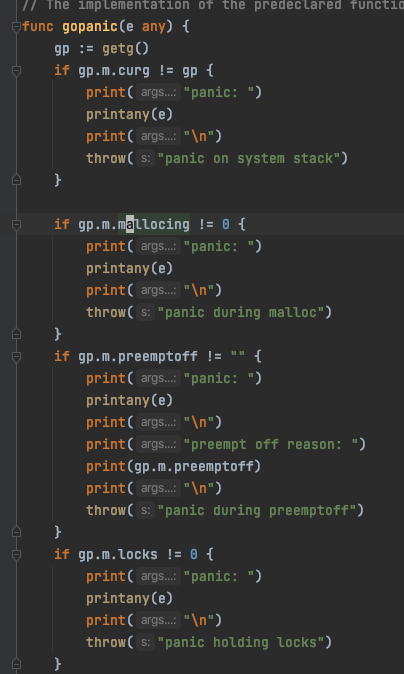 // The implementation of the predeclared functio
func gopanic(e any) {
    gp := getg()
    if gp.m.curg != gp {
        print( args...: "panic: ")
        printany(e)
        print( args...: "\n")
        throw( s: "panic on system stack")
    }

    if gp.m.mallocing != 0 {
        print( args...: "panic: ")
        printany(e)
        print( args...: "\n")
        throw( s: "panic during malloc")
    }
    if gp.m.preemptoff != "" {
        print( args...: "panic: ")
        printany(e)
        print( args...: "\n")
        print( args...: "preempt off reason: ")
        print(gp.m.preemptoff)
        print( args...: "\n")
        throw( s: "panic during preemptoff")
    }
    if gp.m.locks != 0 {
        print( args...: "panic: ")
        printany(e)
        print( args...: "\n")
        throw( s: "panic holding locks")
    }